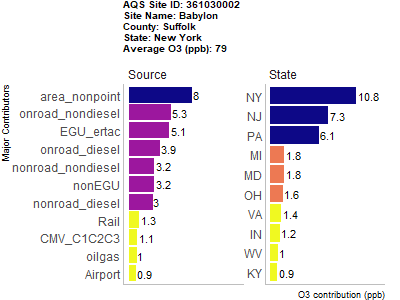 AQS Site ID: 361030002
Site Name: Babylon
County: Suffolk
State: New York
Average O3 (ppb): 79
Major Contributors
Source
area_nonpoint 8
onroad_nondiesel 5.3
EGU_ertac 5.1
onroad_diesel 3.9
nonroad_nondiesel 3.2
nonEGU 3.2
nonroad_diesel 3
Rail 1.3
CMV_C1C2C3 1.1
oilgas 1
Airport 0.9
State
NY 10.8
NJ 7.3
PA 6.1
MI 1.8
MD 1.8
OH 1.6
VA 1.4
IN 1.2
WV 1
KY 0.9
O3 contribution (ppb)